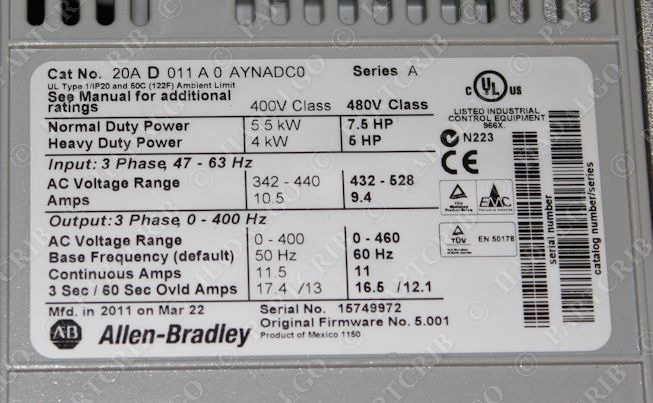 Cat No. 20A D 011 A 0 AYNADC0 Series A
UL Type 1/IP20 and 50C (122F) Ambient Limit
See Manual for additional
ratings 400V Class 480V Class
Normal Duty Power 5.5 kW 7.5 HP
Heavy Duty Power 4 kW 5 HP
Input: 3 Phase, 47 - 63 Hz
AC Voltage Range 342 - 440 432 - 528
Amps 10.5 9.4
Output: 3 Phase, 0 - 400 Hz
AC Voltage Range 0 - 400 0 - 460
Base Frequency (default) 50 Hz 60 Hz
Continuous Amps 11.5 11
3 Sec / 60 Sec Ovld Amps 17.4 /13 16.5 /12.1
Mfd. in 2011 on Mar 22 Serial No. 15749972
Original Firmware No. 5.001
AB Allen-Bradley Product of Mexico 1150
C UL US
LISTED INDUSTRIAL
CONTROL EQUIPMENT
966X
N223
CE
TÜV EMC
TÜV EN 50178
serial number
catalog number/series
© PARTCRIB © HALGO